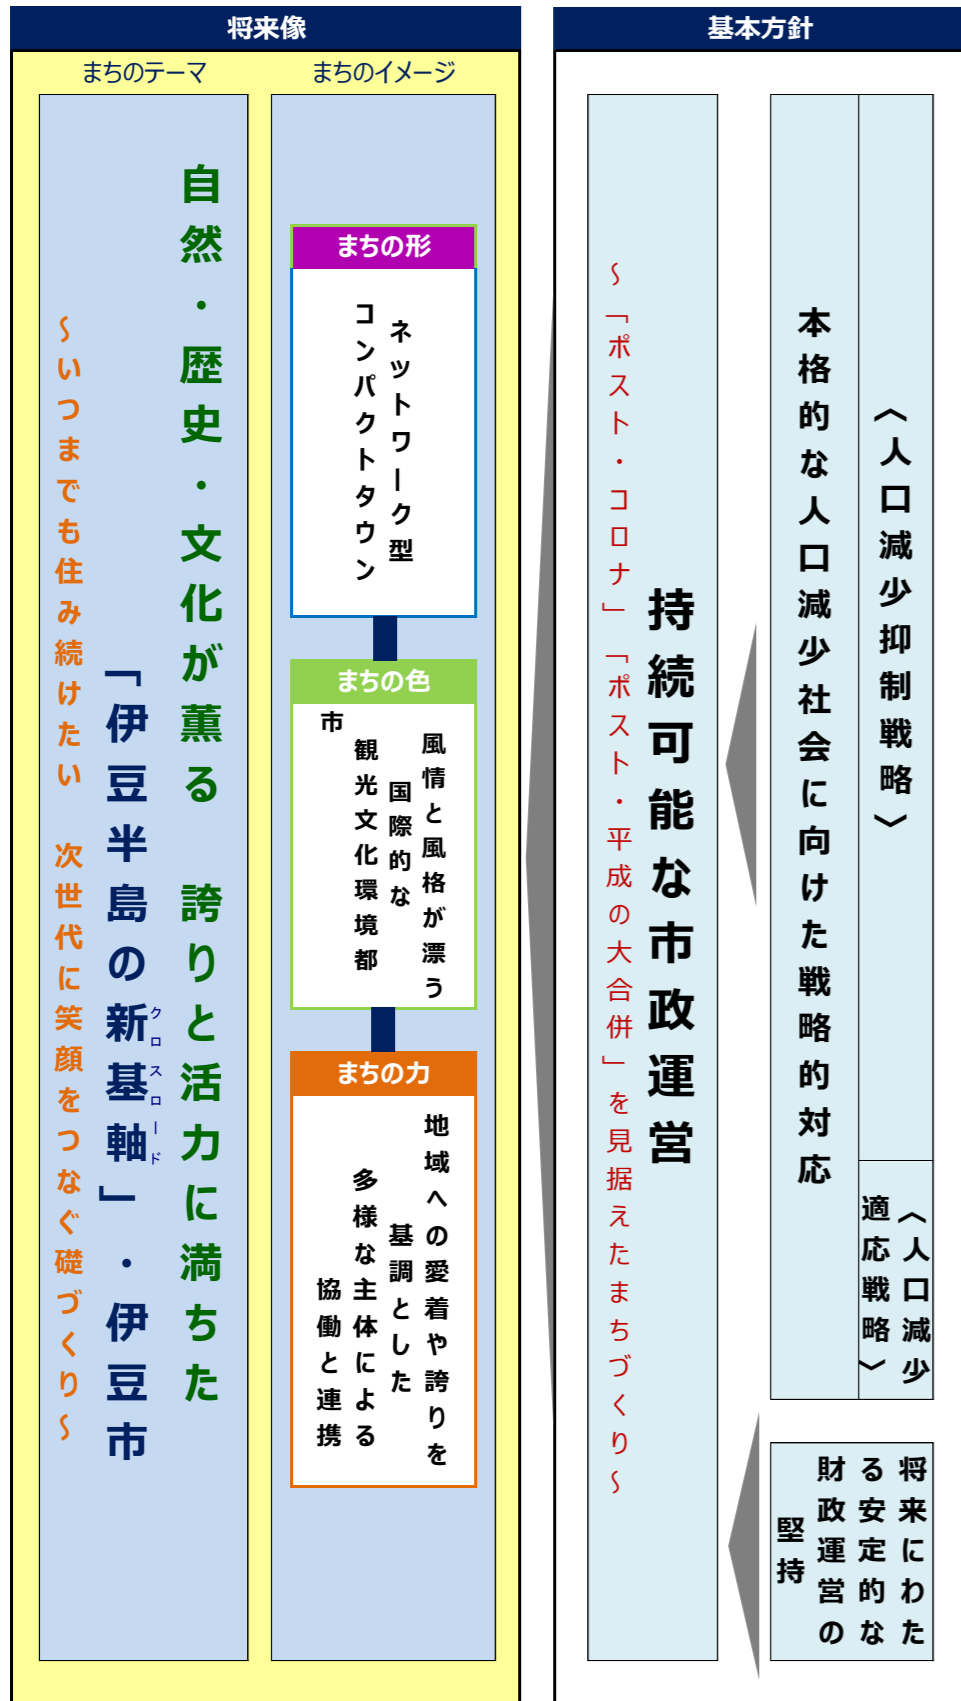 将来像
まちのテーマ
自然・歴史・文化が薫る　誇りと活力に満ちた
「伊豆半島の新基軸」・伊豆市
クロスロード
～いつまでも住み続けたい　次世代に笑顔をつなぐ礎づくり～
まちのイメージ
まちの形
ネットワーク型
コンパクトタウン
まちの色
風情と風格が漂う
国際的な
観光文化環境都
市
まちの力
地域への愛着や誇りを
基調とした
多様な主体による
協働と連携
基本方針
持続可能な市政運営
～「ポスト・コロナ」「ポスト・平成の大合併」を見据えたまちづくり～
〈人口減少抑制戦略〉
〈人口減少
適応戦略〉
本格的な人口減少社会に向けた戦略的対応
将来にわた
る安定的な
財政運営の
堅持